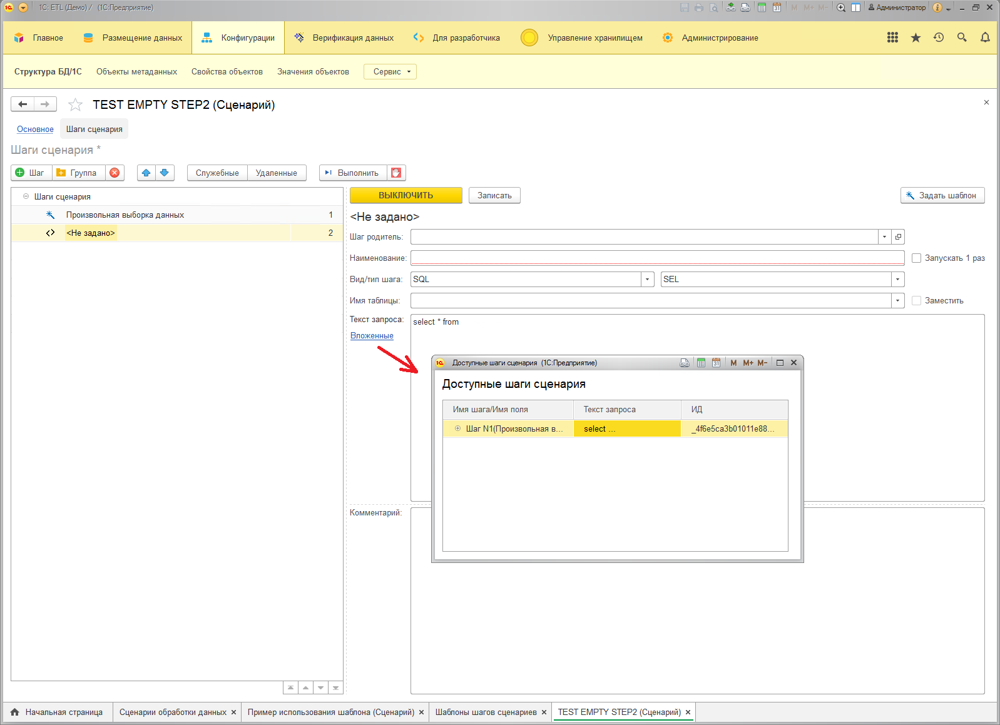 1С: ETL (Демо) / (1С:Предприятие)
M M+ M- Администратор
Главное Размещение данных Конфигурации Верификация данных Для разработчика Управление хранилищем Администрирование
Структура БД/1С Объекты метаданных Свойства объектов Значения объектов Сервис
TEST EMPTY STEP2 (Сценарий)
Основное Шаги сценария
Шаги сценария *
Шаг Группа Служебные Удаленные Выполнить
Шаги сценария
Произвольная выборка данных 1
<Не задано> 2
ВЫКЛЮЧИТЬ Записать Задать шаблон
<Не задано>
Шаг родитель:
Наименование: Запускать 1 раз
Вид/тип шага: SQL SEL
Имя таблицы: Заместить
Текст запроса: select * from
Вложенные
Доступные шаги сценария (1С:Предприятие) 31 M M+ M-
Доступные шаги сценария
Имя шага/Имя поля Текст запроса ИД
Шаг N1(Произвольная в... select ... _4f6e5ca3b01011e88...
Комментарий:
Начальная страница Сценарии обработки данных Пример использования шаблона (Сценарий) Шаблоны шагов сценариев TEST EMPTY STEP2 (Сценарий)